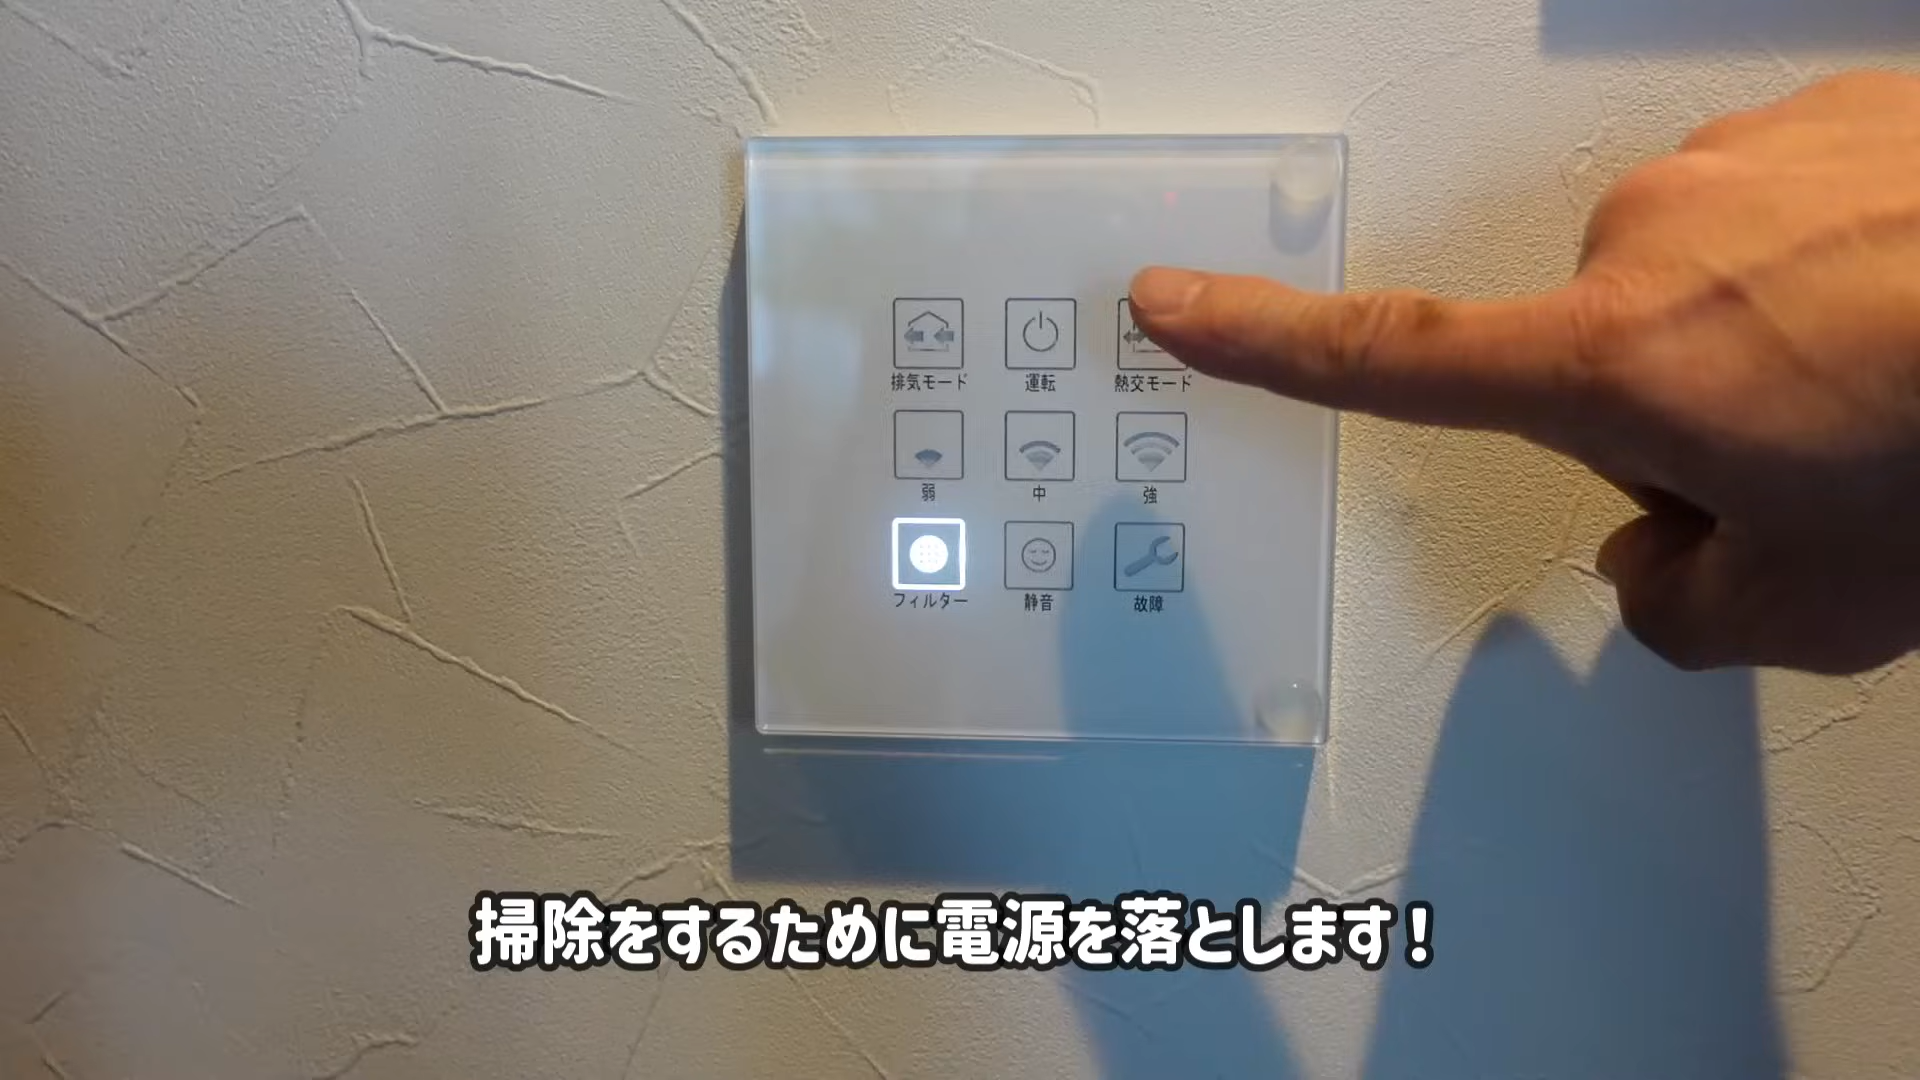 排気モード
運転
熱交モード
弱
中
強
フィルター
静音
故障
掃除をするために電源を落とします！